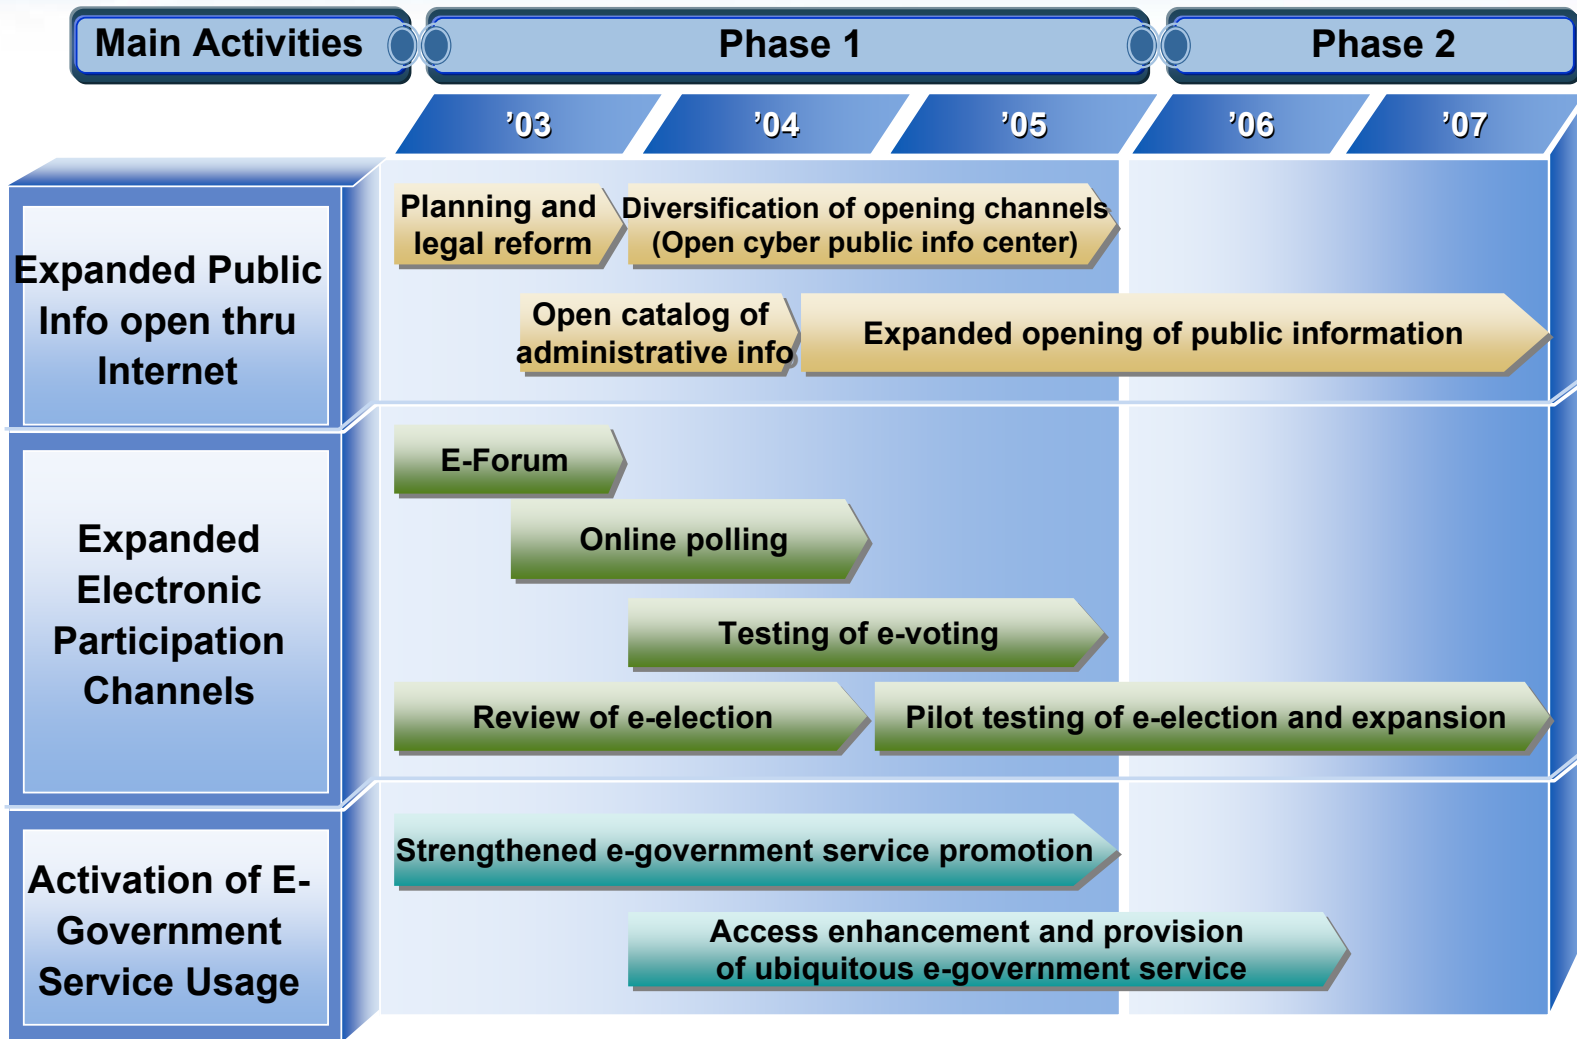 Main Activities
Phase 1
Phase 2
’03
’04
’05
’06
’07
Expanded Public
Info open thru
Internet
Planning and
legal reform
Diversification of opening channels
(Open cyber public info center)
Open catalog of
administrative info
Expanded opening of public information
Expanded
Electronic
Participation
Channels
E-Forum
Online polling
Testing of e-voting
Review of e-election
Pilot testing of e-election and expansion
Activation of E-
Government
Service Usage
Strengthened e-government service promotion
Access enhancement and provision
of ubiquitous e-government service